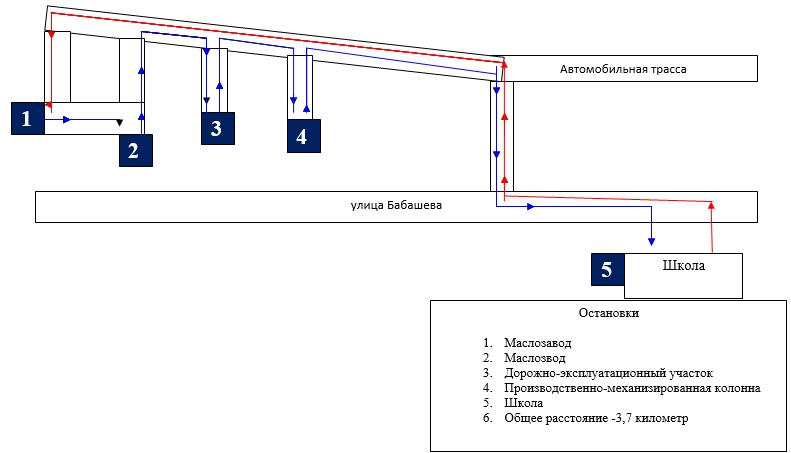 Автомобильная трасса
1
2
3
4
улица Бабашева
5
Школа
Остановки
1. Маслозавод
2. Маслозвод
3. Дорожно-эксплуатационный участок
4. Производственно-механизированная колонна
5. Школа
6. Общее расстояние -3,7 километр